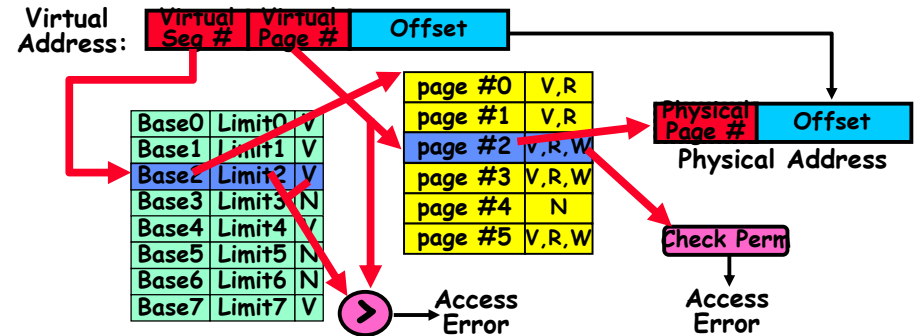 Virtual
Address:
Virtual
Seg #
Virtual
Page #
Offset
page #0 V,R
page #1 V,R
page #2 V,R,W
page #3 V,R,W
page #4 N
page #5 V,R,W
Base0 Limit0 V
Base1 Limit1 V
Base2 Limit2 V
Base3 Limit3 N
Base4 Limit4 V
Base5 Limit5 N
Base6 Limit6 N
Base7 Limit7 V
Physical
Page #
Offset
Physical Address
Check Perm
>
Access
Error
Access
Error